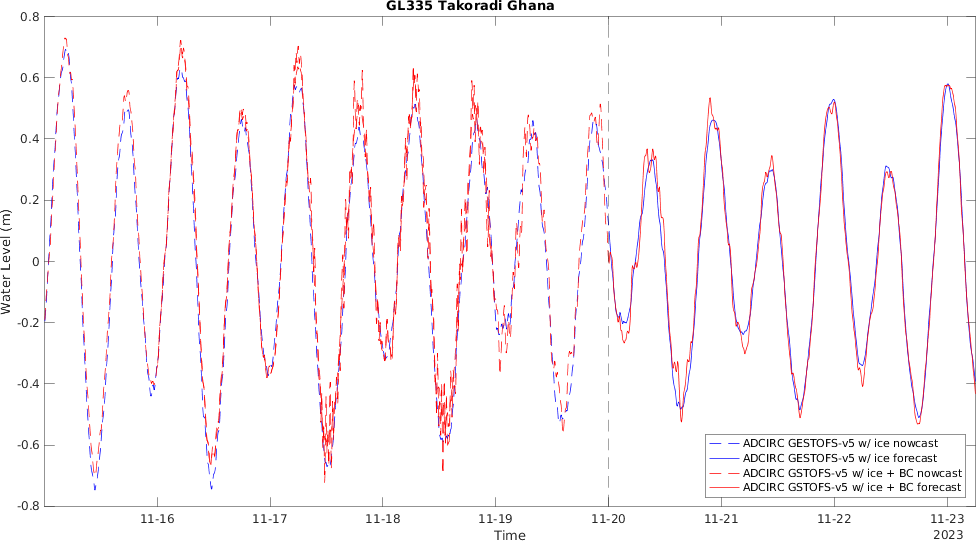 GL335 Takoradi Ghana
0.8
0.6
0.4
0.2
0
-0.2
-0.4
-0.6
-0.8
Water Level (m)
11-16
11-17
11-18
11-19
11-20
11-21
11-22
11-23
2023
Time
ADCIRC GESTOFS-v5 w/ ice nowcast
ADCIRC GESTOFS-v5 w/ ice forecast
ADCIRC GSTOFS-v5 w/ ice + BC nowcast
ADCIRC GSTOFS-v5 w/ ice + BC forecast